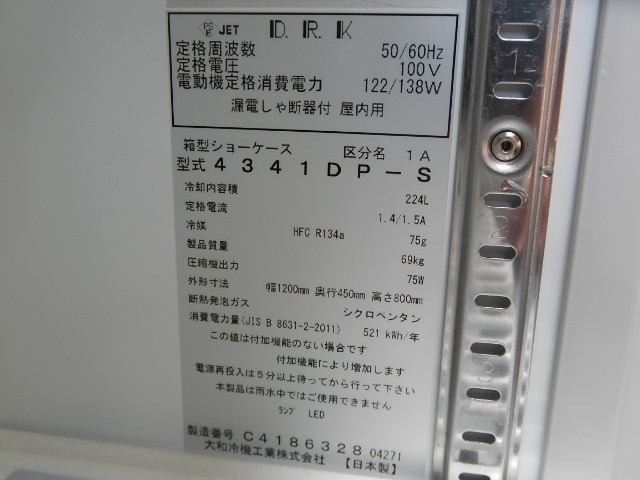 PS E JET D.R.K
定格周波数 50/60Hz
定格電圧 100V
電動機定格消費電力 122/138W
漏電しゃ断器付 屋内用
箱型ショーケース 区分名 1A
型式 4341DP-S
冷却内容積 224L
定格電流 1.4/1.5A
冷媒 HFC R134a 75g
製品質量 69kg
圧縮機出力 75W
外形寸法 幅1200mm 奥行450mm 高さ800mm
断熱発泡ガス シクロペンタン
消費電力量(JIS B 8631-2-2011) 521 kWh/年
この値は付加機能のない場合です
付加機能により増加します
電源再投入は5分以上待ってから行って下さい
本製品は雨水中ではご使用できません
ﾗﾝﾌﾟ LED
製造番号 C4186328 04271
大和冷機工業株式会社 【日本製】
1
2
3